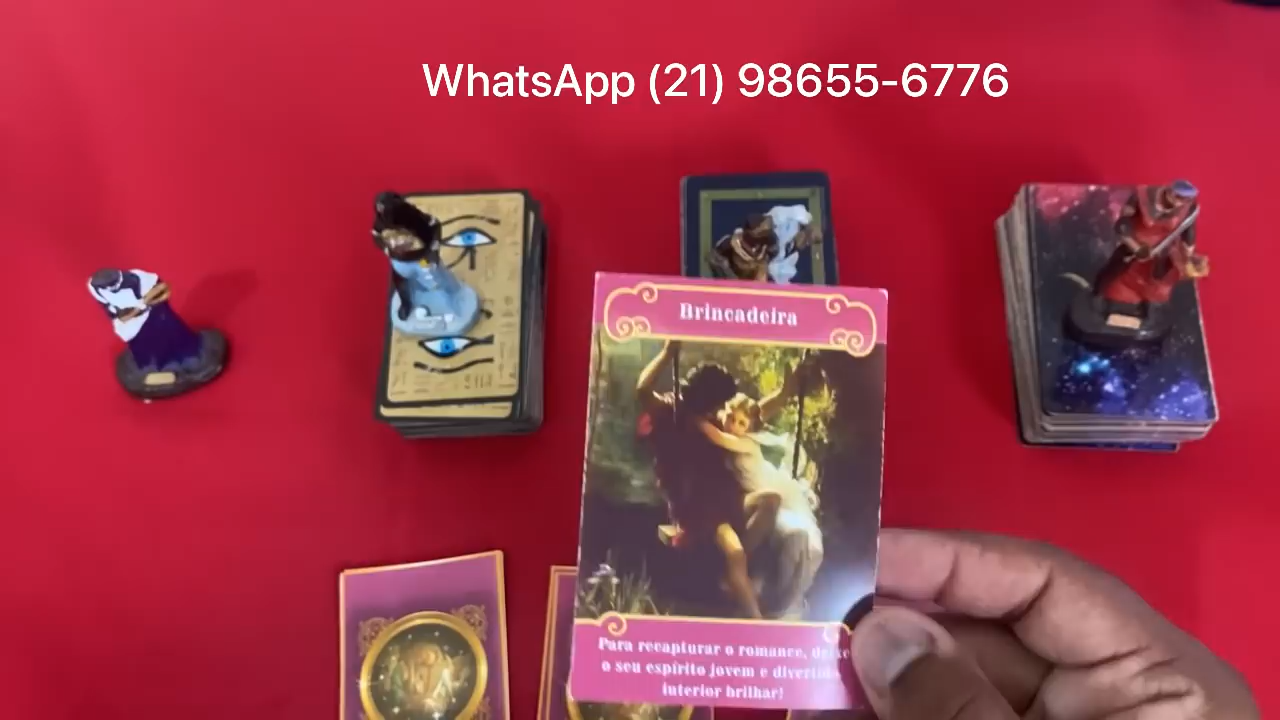 WhatsApp (21) 98655-6776
Brincadeira
Para recapturar o romance, deixe
o seu espírito jovem e divertido
interior brilhar!